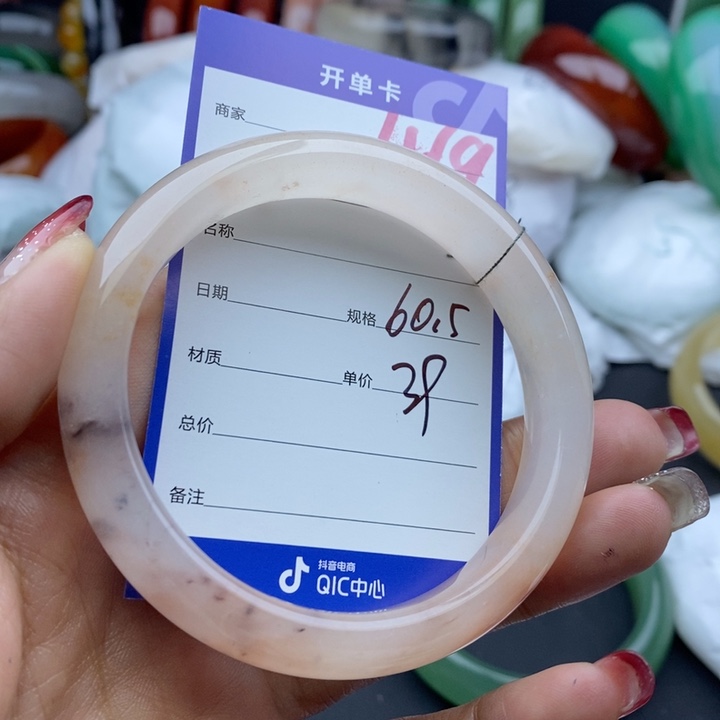 开单卡
商家
名称
日期 规格 60.5
材质 单价 39
总价
备注
抖音电商
QIC中心